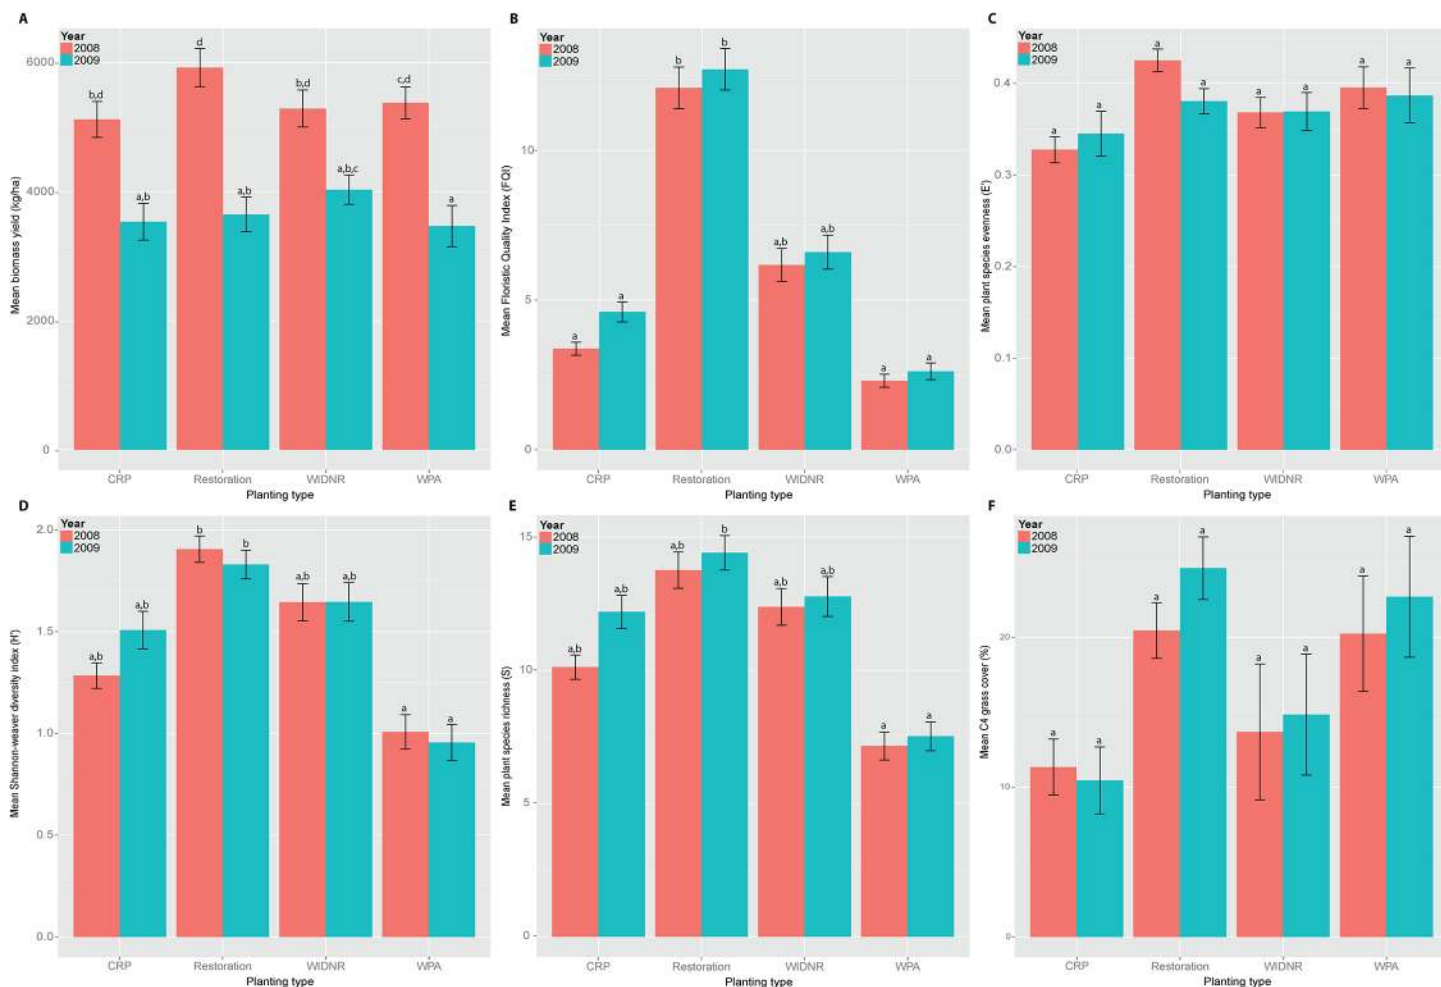 A
Year
2008
2009
6000
4000
2000
0
Mean biomass yield (kg/ha)
b,d
a,b
d
a,b
b,d
a,b,c
c,d
a
CRP
Restoration
WIDNR
WPA
Planting type
B
Year
2008
2009
10
5
0
Mean Floristic Quality Index (FQI)
a
a
b
b
a,b
a,b
a
a
CRP
Restoration
WIDNR
WPA
Planting type
C
Year
2008
2009
0.4
0.3
0.2
0.1
0.0
Mean plant species evenness (E')
a
a
a
a
a
a
a
a
CRP
Restoration
WIDNR
WPA
Planting type
D
Year
2008
2009
2.0
1.5
1.0
0.5
0.0
Mean Shannon-weaver diversity index (H')
a,b
a,b
b
b
a,b
a,b
a
a
CRP
Restoration
WIDNR
WPA
Planting type
E
Year
2008
2009
15
10
5
0
Mean plant species richness (S)
a,b
a,b
a,b
b
a,b
a,b
a
a
CRP
Restoration
WIDNR
WPA
Planting type
F
Year
2008
2009
20
10
0
Mean C4 grass cover (%)
a
a
a
a
a
a
a
a
CRP
Restoration
WIDNR
WPA
Planting type